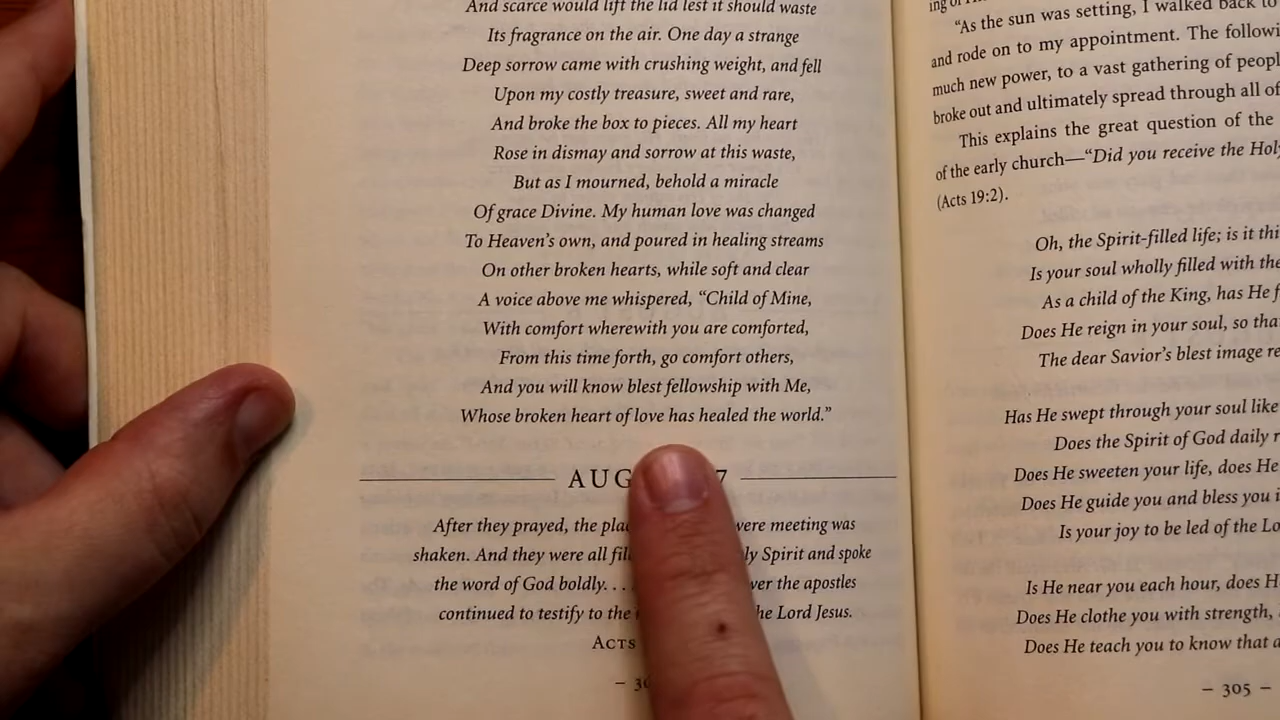 And scarce would lift the lid lest it should waste
Its fragrance on the air. One day a strange
Deep sorrow came with crushing weight, and fell
Upon my costly treasure, sweet and rare,
And broke the box to pieces. All my heart
Rose in dismay and sorrow at this waste,
But as I mourned, behold a miracle
Of grace Divine. My human love was changed
To Heaven's own, and poured in healing streams
On other broken hearts, while soft and clear
A voice above me whispered, “Child of Mine,
With comfort wherewith you are comforted,
From this time forth, go comfort others,
And you will know blest fellowship with Me,
Whose broken heart of love has healed the world.”
AUG 7
After they prayed, the were meeting was
shaken. And they were all Spirit and spoke
the word of God boldly. . . the apostles
continued to testify to the the Lord Jesus.
ACTS
“As the sun was setting, I walked back to
and rode on to my appointment. The
much new power, to a vast gathering of
broke out and ultimately spread through all of
This explains the great question of the
of the early church—“Did you receive the
(Acts 19:2).
Oh, the Spirit-filled life; is it
Is your soul wholly filled with the
As a child of the King, has He
Does He reign in your soul, so
The dear Savior's blest image
Has He swept through your soul like
Does the Spirit of God daily
Does He sweeten your life, does
Does He guide you and bless you
Is your joy to be led of the
Is He near you each hour, does
Does He clothe you with strength,
Does He teach you to know that
– 305 –